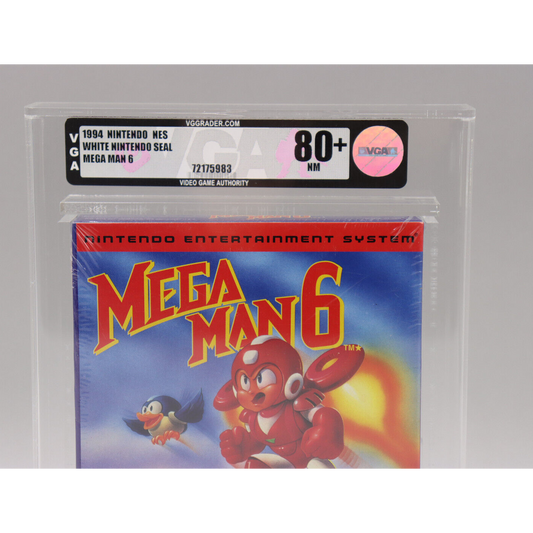 VGGRADER.COM
VGA
1994 NINTENDO NES
WHITE NINTENDO SEAL
MEGA MAN 6
72175983
80+
NM
VGA
VIDEO GAME AUTHORITY
NINTENDO ENTERTAINMENT SYSTEM
MEGA
MAN 6
TM